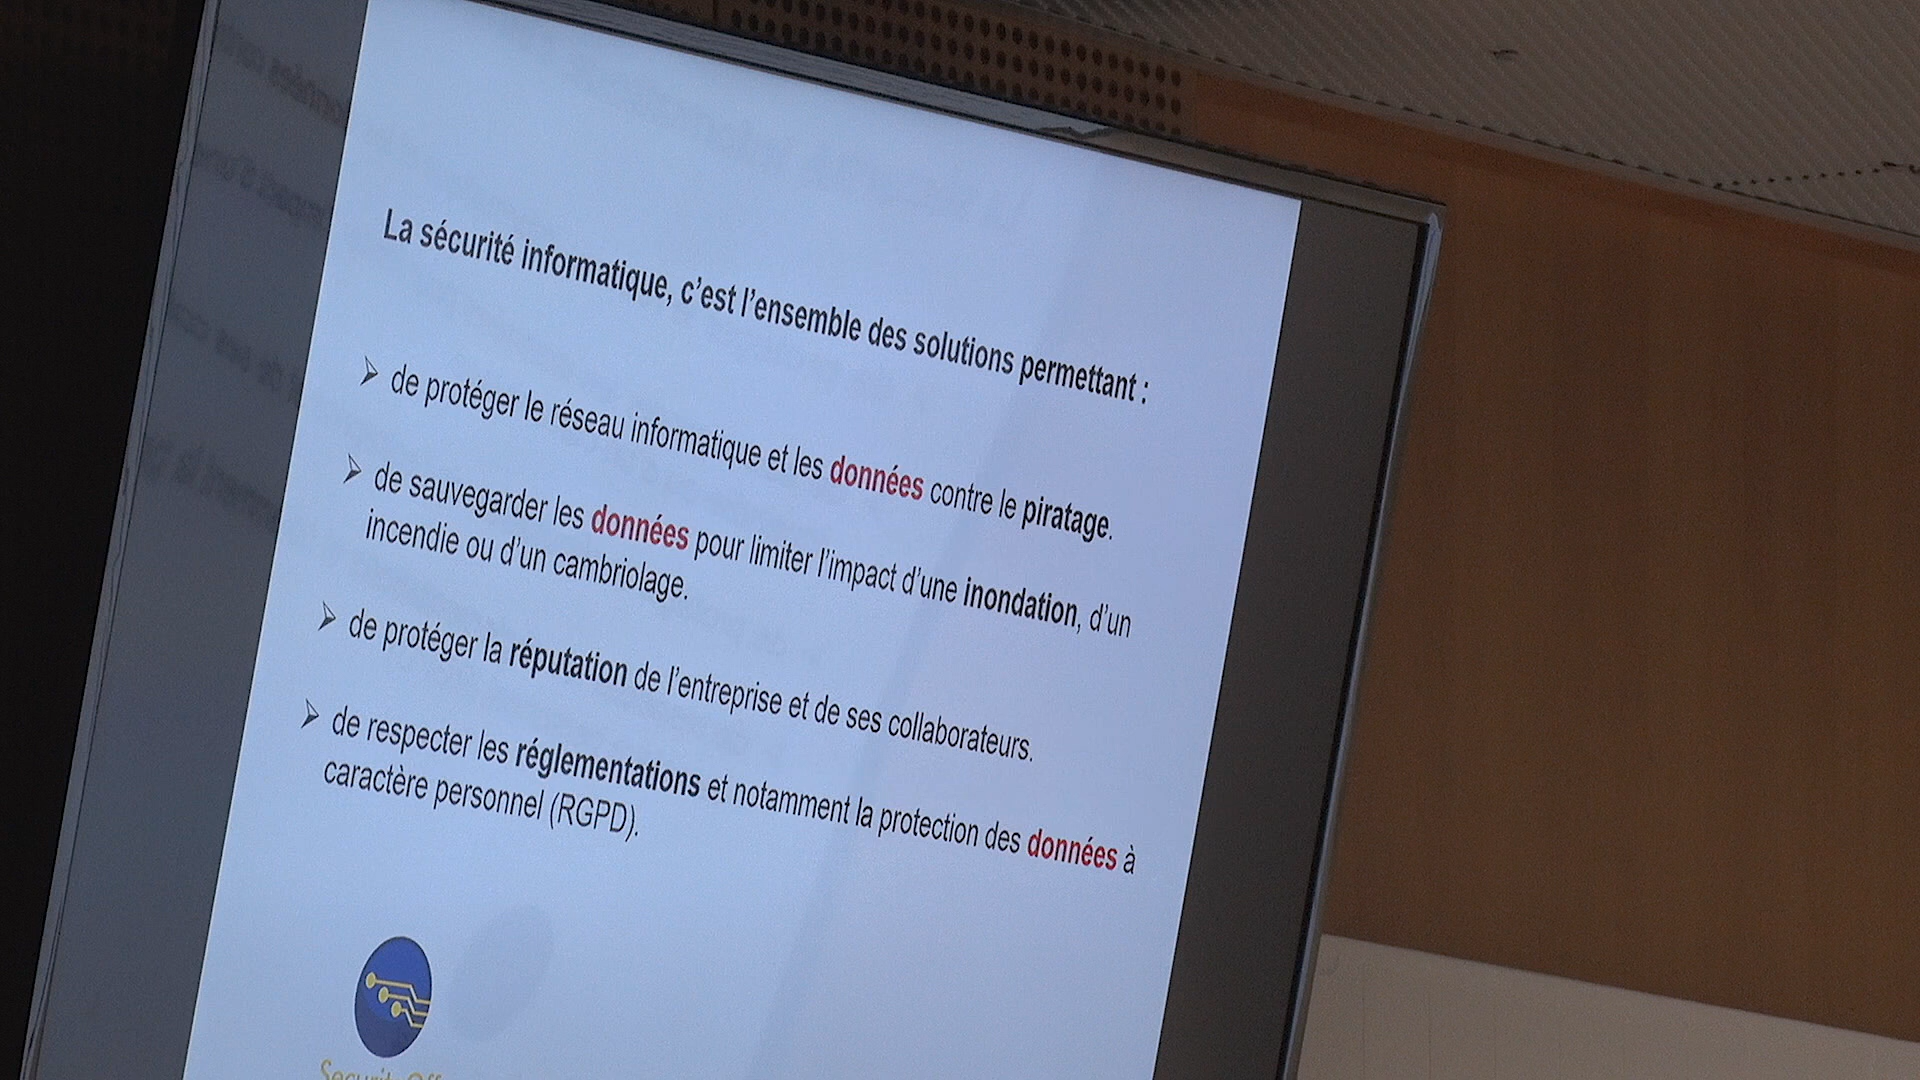 La sécurité informatique, c'est l'ensemble des solutions permettant :
➢ de protéger le réseau informatique et les données contre le piratage.
➢ de sauvegarder les données pour limiter l'impact d'une inondation, d'un
incendie ou d'un cambriolage.
➢ de protéger la réputation de l'entreprise et de ses collaborateurs.
➢ de respecter les réglementations et notamment la protection des données à
caractère personnel (RGPD).